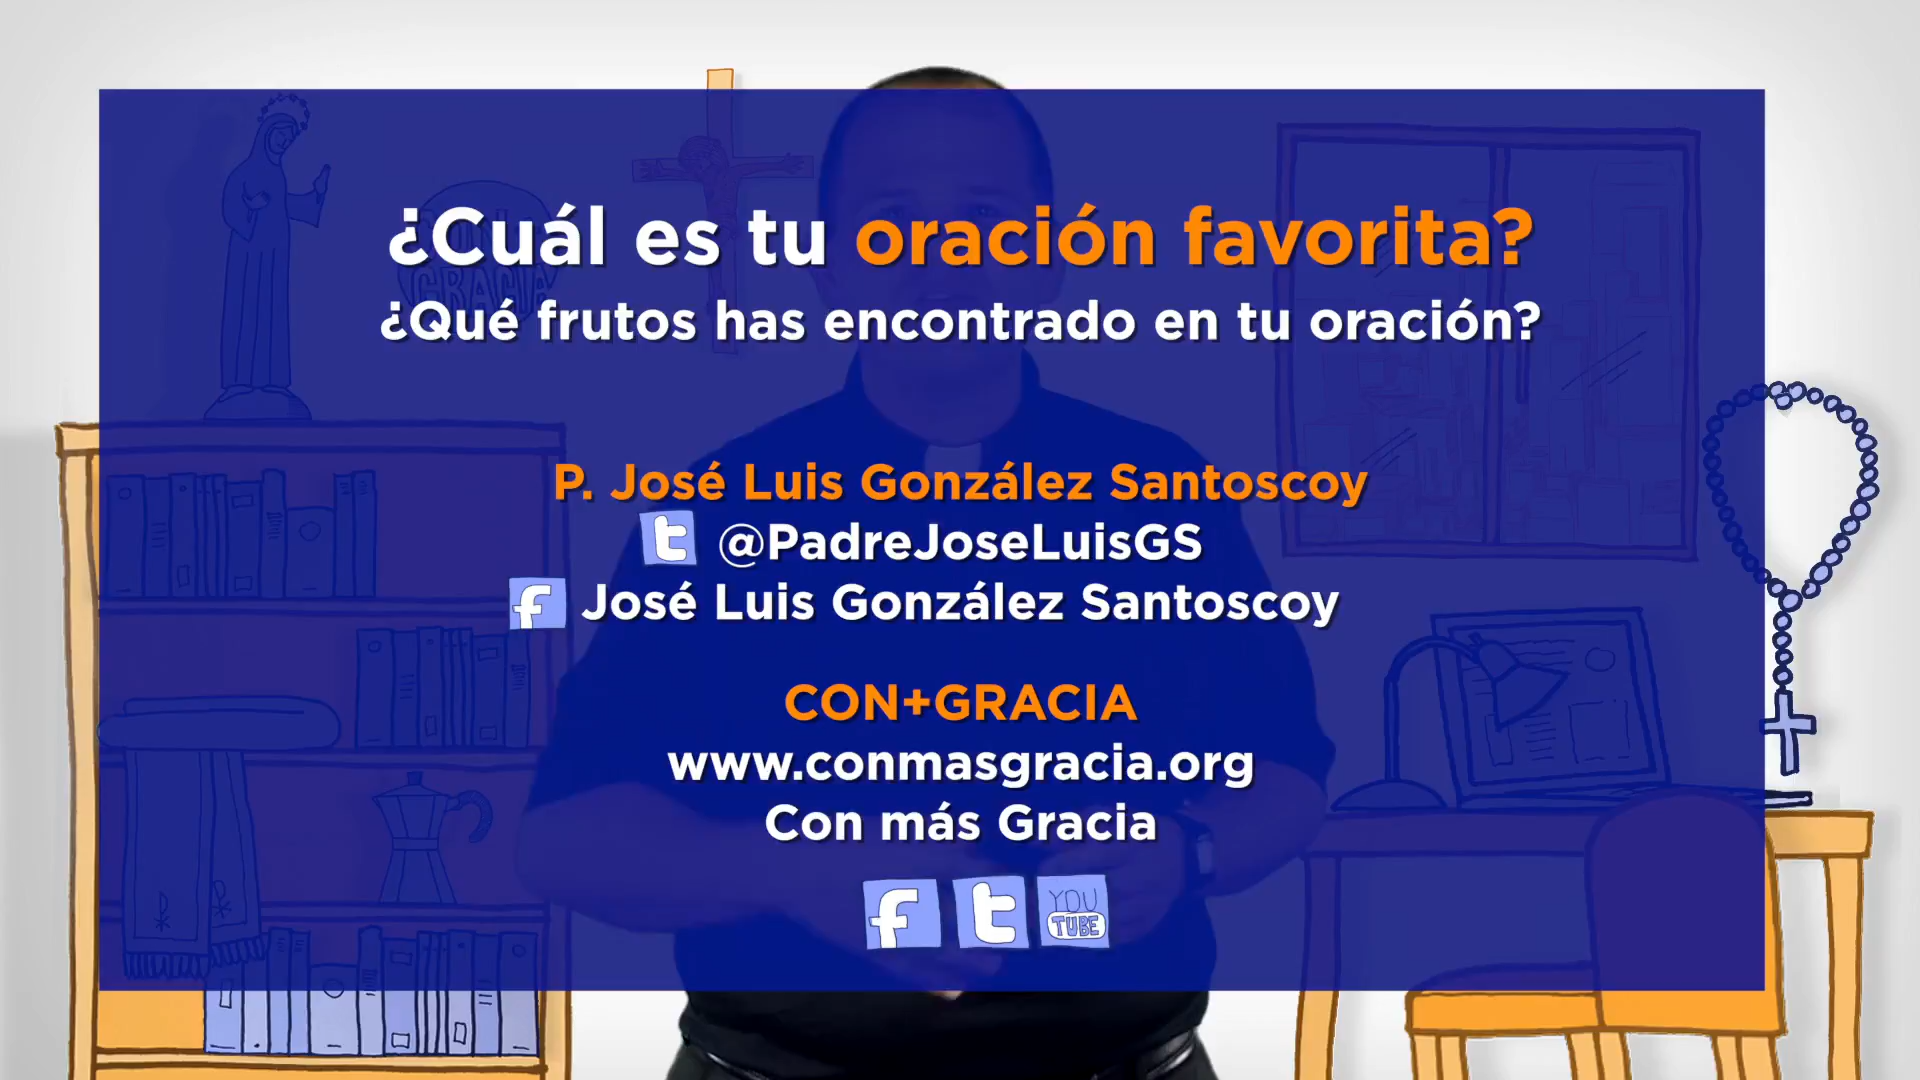 ¿Cuál es tu oración favorita?
¿Qué frutos has encontrado en tu oración?
P. José Luis González Santoscoy
@PadreJoseLuisGS
José Luis González Santoscoy
CON+GRACIA
www.conmasgracia.org
Con más Gracia
YOU
TUBE